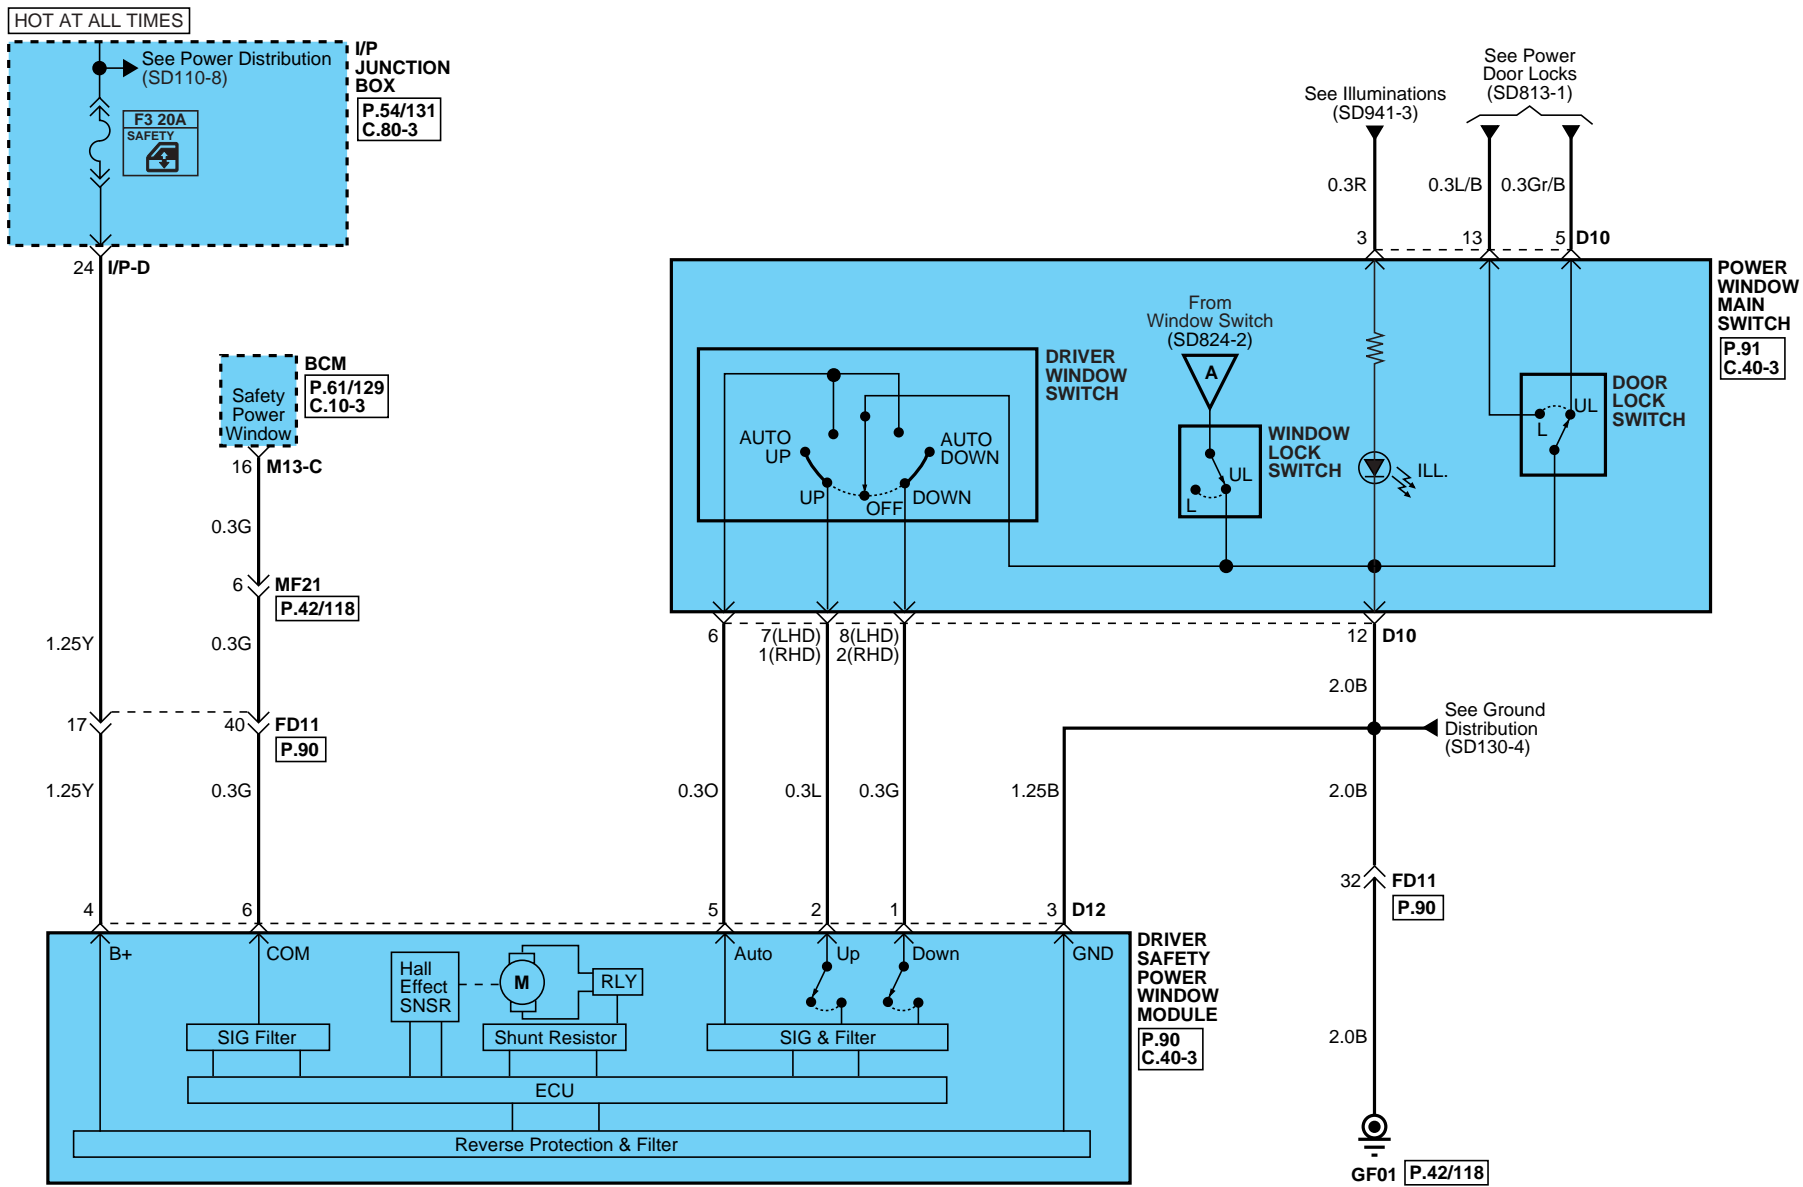 HOT AT ALL TIMES
See Power Distribution
(SD110-8)
I/P
JUNCTION
BOX
P.54/131
C.80-3
F3 20A
SAFETY
24
I/P-D
BCM
P.61/129
C.10-3
Safety
Power
Window
16
M13-C
0.3G
6
MF21
P.42/118
1.25Y
0.3G
17
40
FD11
P.90
1.25Y
0.3G
See Illuminations
(SD941-3)
See Power
Door Locks
(SD813-1)
0.3R
0.3L/B
0.3Gr/B
3
13
5
D10
POWER
WINDOW
MAIN
SWITCH
P.91
C.40-3
From
Window Switch
(SD824-2)
A
DRIVER
WINDOW
SWITCH
AUTO
UP
AUTO
DOWN
UP
OFF
DOWN
WINDOW
LOCK
SWITCH
UL
L
ILL.
DOOR
LOCK
SWITCH
UL
L
6
7(LHD)
1(RHD)
8(LHD)
2(RHD)
12
D10
2.0B
See Ground
Distribution
(SD130-4)
0.3O
0.3L
0.3G
1.25B
2.0B
32
FD11
P.90
2.0B
GF01
P.42/118
4
6
5
2
1
3
D12
B+
COM
Auto
Up
Down
GND
DRIVER
SAFETY
POWER
WINDOW
MODULE
P.90
C.40-3
Hall
Effect
SNSR
M
RLY
SIG Filter
Shunt Resistor
SIG & Filter
ECU
Reverse Protection & Filter